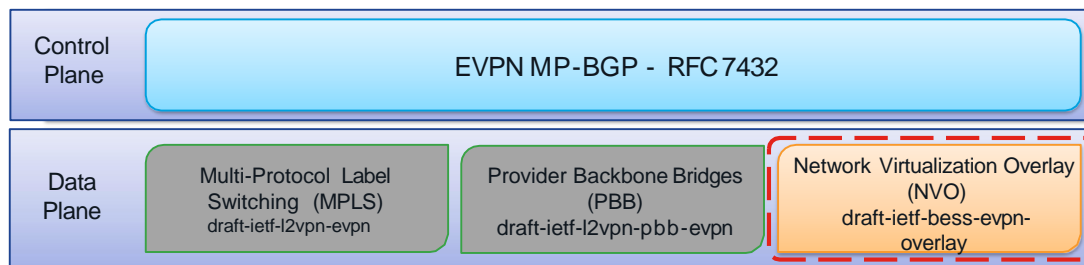 Control
Plane
EVPN MP-BGP - RFC 7432
Data
Plane
Multi-Protocol Label
Switching (MPLS)
draft-ietf-l2vpn-evpn
Provider Backbone Bridges
(PBB)
draft-ietf-l2vpn-pbb-evpn
Network Virtualization Overlay
(NVO)
draft-ietf-bess-evpn-
overlay